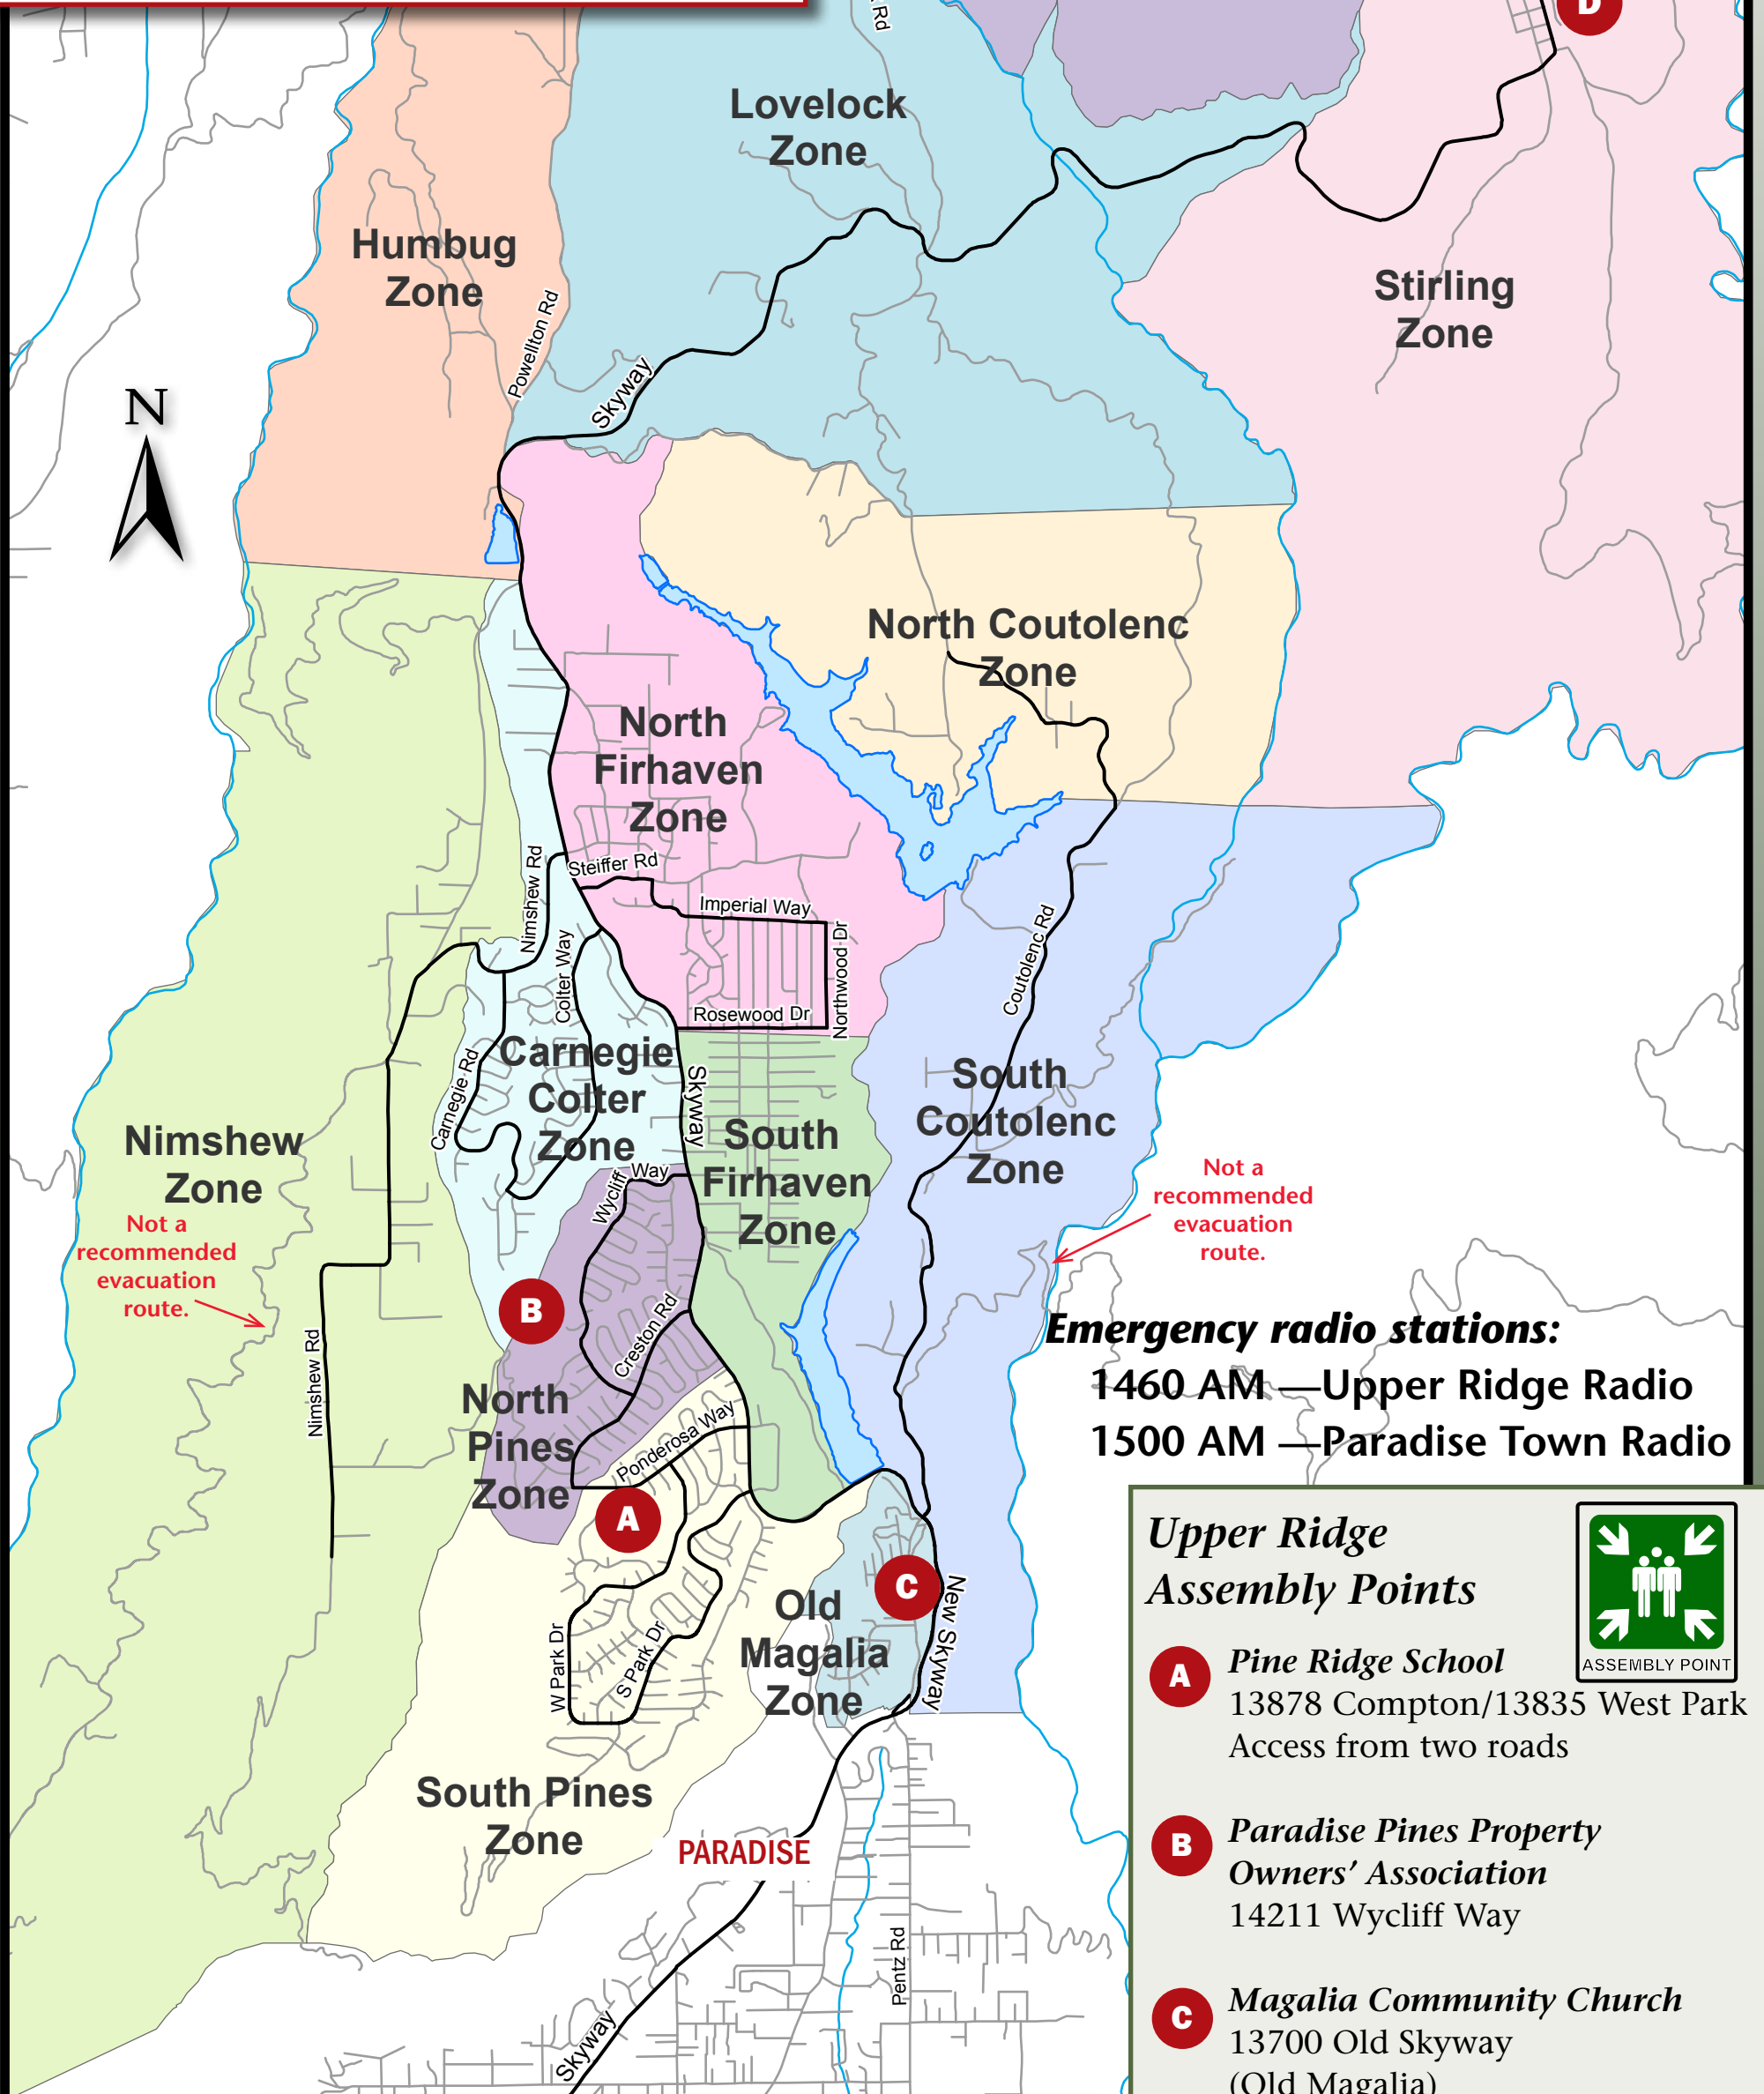 Rd
D
Lovelock
Zone
Humbug
Zone
Stirling
Zone
Powellton Rd
Skyway
N
North Coutolenc
Zone
North
Firhaven
Zone
Nimshew Rd
Steiffer Rd
Imperial Way
Northwood Dr
Colter Way
Coutolenc Rd
Rosewood Dr
Carnegie Rd
Carnegie
Colter
Zone
Skyway
South
Firhaven
Zone
South
Coutolenc
Zone
Nimshew
Zone
Not a
recommended
evacuation
route.
Not a
recommended
evacuation
route.
Wycliff Way
B
Creston Rd
Nimshew Rd
North
Pines
Zone
Ponderosa Way
A
Emergency radio stations:
1460 AM —Upper Ridge Radio
1500 AM —Paradise Town Radio
C
Old
Magalia
Zone
New Skyway
W Park Dr
S Park Dr
South Pines
Zone
PARADISE
Pentz Rd
Skyway
Upper Ridge
Assembly Points
ASSEMBLY POINT
A
Pine Ridge School
13878 Compton/13835 West Park
Access from two roads
B
Paradise Pines Property
Owners’ Association
14211 Wycliff Way
C
Magalia Community Church
13700 Old Skyway
(Old Magalia)